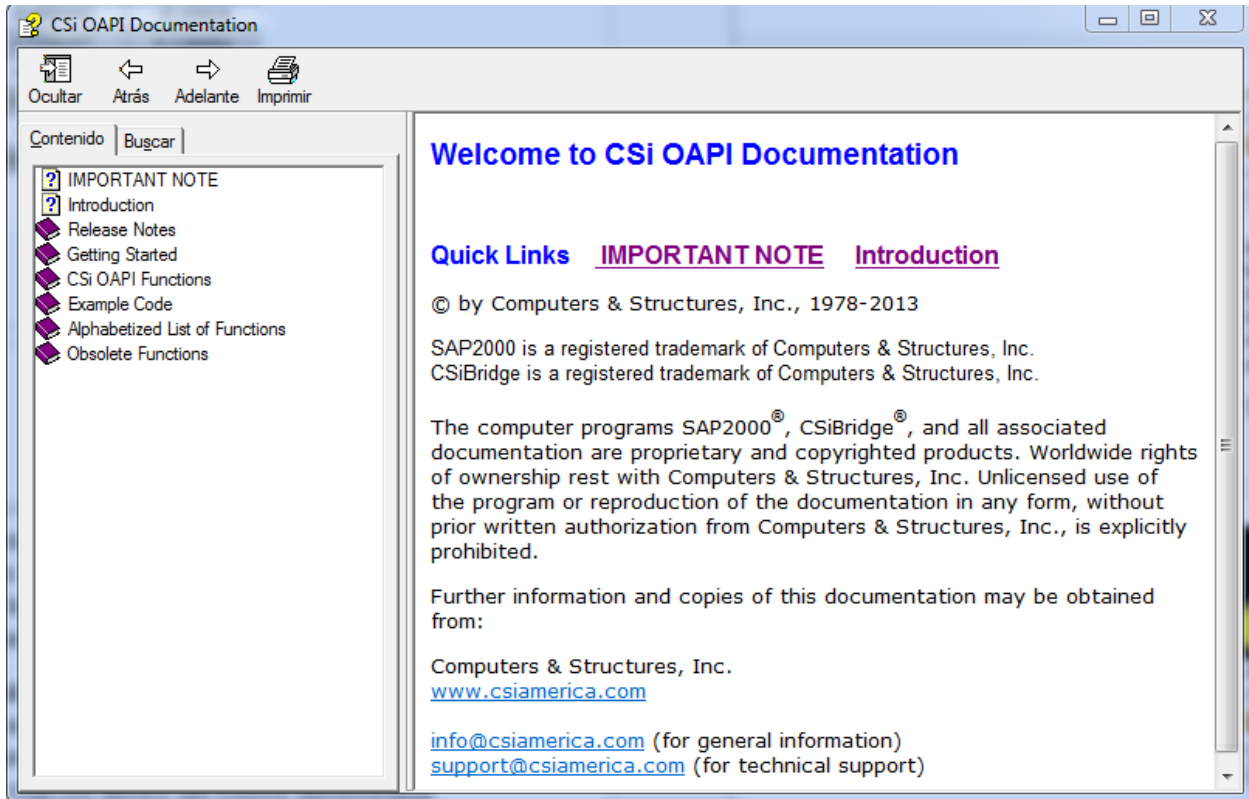 CSi OAPI Documentation
Ocultar Atrás Adelante Imprimir
Contenido Buscar
IMPORTANT NOTE
Introduction
Release Notes
Getting Started
CSi OAPI Functions
Example Code
Alphabetized List of Functions
Obsolete Functions
Welcome to CSi OAPI Documentation
Quick Links IMPORTANT NOTE Introduction
© by Computers & Structures, Inc., 1978-2013
SAP2000 is a registered trademark of Computers & Structures, Inc.
CSiBridge is a registered trademark of Computers & Structures, Inc.
The computer programs SAP2000®, CSiBridge®, and all associated
documentation are proprietary and copyrighted products. Worldwide rights
of ownership rest with Computers & Structures, Inc. Unlicensed use of
the program or reproduction of the documentation in any form, without
prior written authorization from Computers & Structures, Inc., is explicitly
prohibited.
Further information and copies of this documentation may be obtained
from:
Computers & Structures, Inc.
www.csiamerica.com
info@csiamerica.com (for general information)
support@csiamerica.com (for technical support)